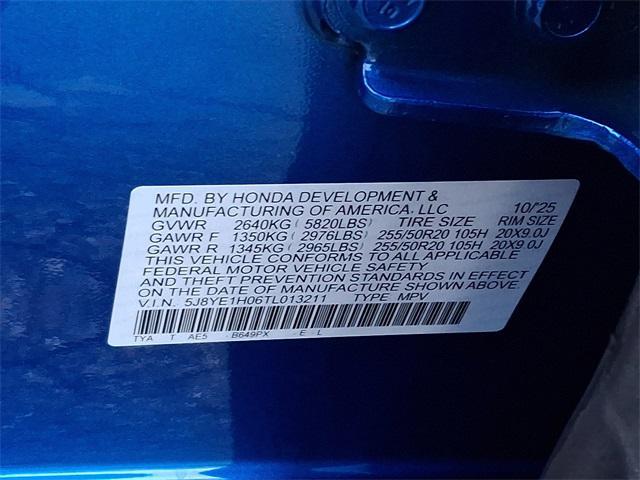 MFD. BY HONDA DEVELOPMENT &
MANUFACTURING OF AMERICA, LLC 10/'25
GVWR 2640KG ( 5820LBS) TIRE SIZE RIM SIZE
GAWR F 1350KG ( 2976LBS) 255/50R20 105H 20X9.0J
GAWR R 1345KG ( 2965LBS) 255/50R20 105H 20X9.0J
THIS VEHICLE CONFORMS TO ALL APPLICABLE
FEDERAL MOTOR VEHICLE SAFETY
AND THEFT PREVENTION STANDARDS IN EFFECT
ON THE DATE OF MANUFACTURE SHOWN ABOVE.
V.I.N. 5J8YE1H06TL013211 TYPE MPV
TYA T AE5 -B649PX -E -L